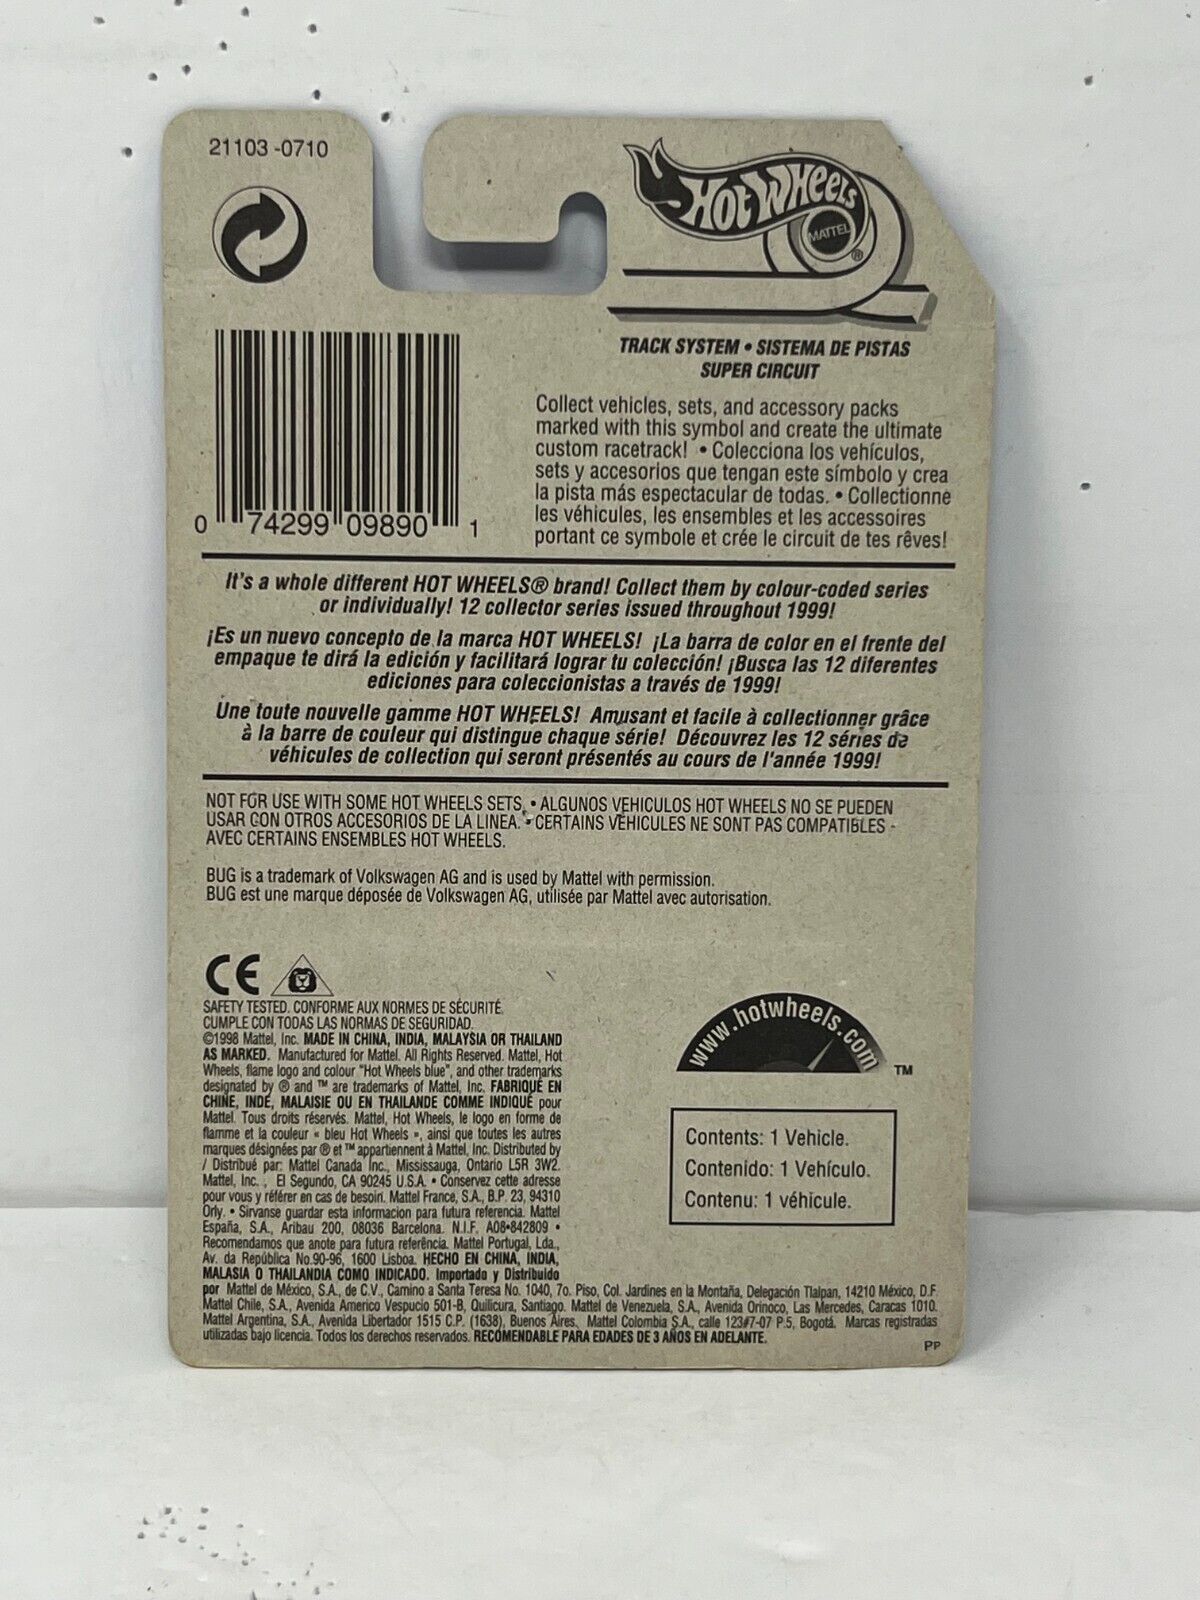 21103 -0710
HOT WHEELS
MATTEL
®
TRACK SYSTEM • SISTEMA DE PISTAS
SUPER CIRCUIT
Collect vehicles, sets, and accessory packs
marked with this symbol and create the ultimate
custom racetrack! • Colecciona los vehículos,
sets y accesorios que tengan este símbolo y crea
la pista más espectacular de todas. • Collectionne
les véhicules, les ensembles et les accessoires
portant ce symbole et crée le circuit de tes rêves!
0 74299 09890 1
It's a whole different HOT WHEELS® brand! Collect them by colour-coded series
or individually! 12 collector series issued throughout 1999!
¡Es un nuevo concepto de la marca HOT WHEELS! ¡La barra de color en el frente del
empaque te dirá la edición y facilitará lograr tu colección! ¡Busca las 12 diferentes
ediciones para coleccionistas a través de 1999!
Une toute nouvelle gamme HOT WHEELS! Amusant et facile à collectionner grâce
à la barre de couleur qui distingue chaque série! Découvrez les 12 séries de
véhicules de collection qui seront présentés au cours de l'année 1999!
NOT FOR USE WITH SOME HOT WHEELS SETS. • ALGUNOS VEHICULOS HOT WHEELS NO SE PUEDEN
USAR CON OTROS ACCESORIOS DE LA LINEA. • CERTAINS VÉHICULES NE SONT PAS COMPATIBLES
AVEC CERTAINS ENSEMBLES HOT WHEELS.
BUG is a trademark of Volkswagen AG and is used by Mattel with permission.
BUG est une marque déposée de Volkswagen AG, utilisée par Mattel avec autorisation.
CE
SAFETY TESTED. CONFORME AUX NORMES DE SÉCURITÉ.
CUMPLE CON TODAS LAS NORMAS DE SEGURIDAD.
©1998 Mattel, Inc. MADE IN CHINA, INDIA, MALAYSIA OR THAILAND
AS MARKED. Manufactured for Mattel. All Rights Reserved. Mattel, Hot
Wheels, flame logo and colour "Hot Wheels blue", and other trademarks
designated by ® and ™ are trademarks of Mattel, Inc. FABRIQUÉ EN
CHINE, INDE, MALAISIE OU EN THAILANDE COMME INDIQUÉ pour
Mattel. Tous droits réservés. Mattel, Hot Wheels, le logo en forme de
flamme et la couleur « bleu Hot Wheels », ainsi que toutes les autres
marques désignées par ® et ™ appartiennent à Mattel, Inc. Distributed by
/ Distribué par: Mattel Canada Inc., Mississauga, Ontario L5R 3W2.
Mattel, Inc., El Segundo, CA 90245 U.S.A. • Conservez cette adresse
pour vous y référer en cas de besoin. Mattel France, S.A., B.P. 23, 94310
Orly. • Sirvanse guardar esta informacion para futura referencia. Mattel
España, S.A., Aribau 200, 08036 Barcelona. N.I.F. A08•842809 •
Recomendamos que anote para futura referência. Mattel Portugal, Lda.,
Av. da República No.90-96, 1600 Lisboa. HECHO EN CHINA, INDIA,
MALASIA O THAILANDIA COMO INDICADO. Importado y Distribuido
por Mattel de México, S.A., de C.V., Camino a Santa Teresa No. 1040, 7o. Piso, Col. Jardines en la Montaña, Delegación Tlalpan, 14210 México, D.F.
Mattel Chile, S.A., Avenida Americo Vespucio 501-B, Quilicura, Santiago. Mattel de Venezuela, S.A., Avenida Orinoco, Las Mercedes, Caracas 1010.
Mattel Argentina, S.A., Avenida Libertador 1515 C.P. (1638), Buenos Aires. Mattel Colombia S.A., calle 123#7-07 P.5, Bogotá. Marcas registradas
utilizadas bajo licencia. Todos los derechos reservados. RECOMENDABLE PARA EDADES DE 3 AÑOS EN ADELANTE.
www.hotwheels.com ™
Contents: 1 Vehicle.
Contenido: 1 Vehículo.
Contenu: 1 véhicule.
PP